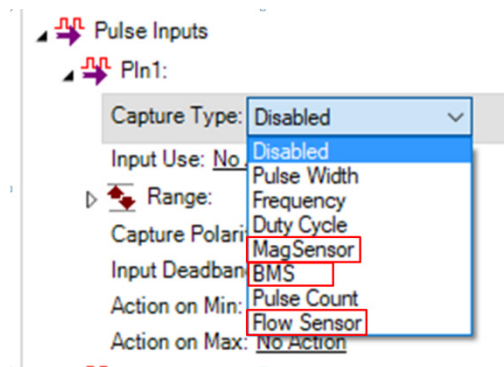 Pulse Inputs
PIn1:
Capture Type: Disabled
Input Use: No
Disabled
Pulse Width
Range:
Frequency
Capture Polari
Duty Cycle
MagSensor
Input Deadban
BMS
Action on Min:
Pulse Count
Flow Sensor
Action on Max: No Action